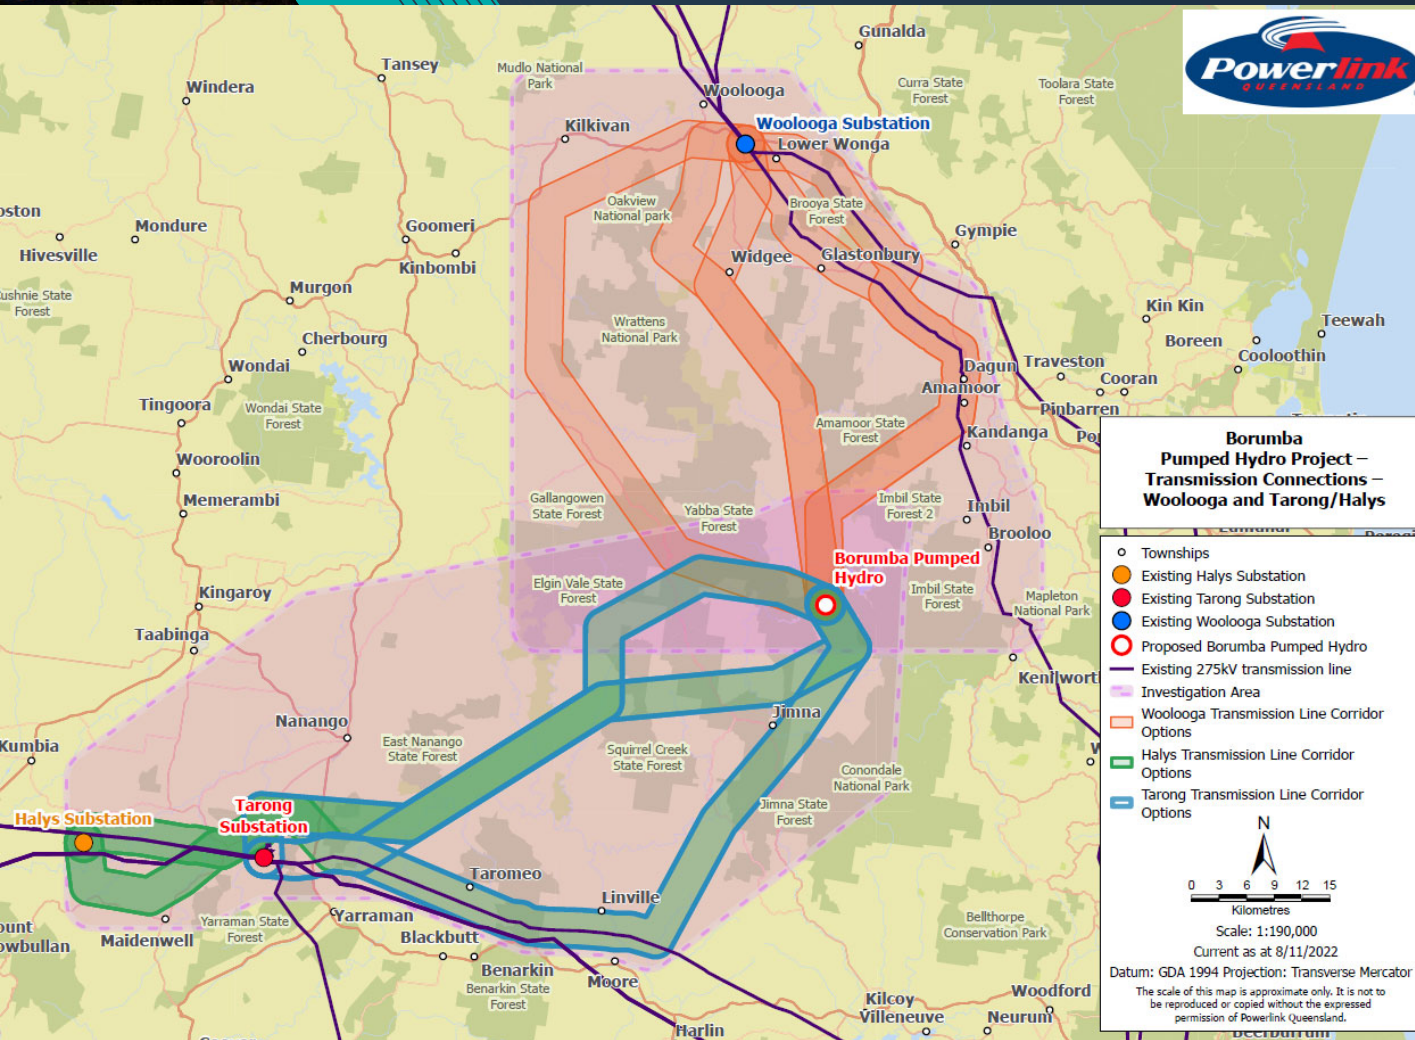 Gunalda
Tansey
Mudlo National
Park
Windera
Woolooga
Curra State
Forest
Toolara State
Forest
Powerlink
QUEENSLAND
Kilkivan
Woolooga Substation
Lower Wonga
Oakview
National park
Brooya State
Forest
Mondure
Goomeri
Gympie
Hivesville
Kinbombi
Widgee
Glastonbury
Murgon
Forest
Kin Kin
Teewah
Wrattens
National Park
Cherbourg
Boreen
Cooloothin
Wondai
Dagun
Traveston
Amamoor
Cooran
Tingoora
Wondai State
Forest
Pinbarren
Amamoor State
Forest
Kandanga
Wooroolin
Memerambi
Gallangowen
State Forest
Yabba State
Forest
Imbil State
Forest 2
Imbil
Brooloo
Borumba Pumped
Hydro
Elgin Vale State
Forest
Imbil State
Forest
Mapleton
National Park
Kingaroy
Taabinga
Nanango
Jimna
Kumbia
East Nanango
State Forest
Squirrel Creek
State Forest
Conondale
National Park
Jimna State
Forest
Halys Substation
Tarong
Substation
Taromeo
Linville
Yarraman State
Forest
Yarraman
Maidenwell
Blackbutt
Bellthorpe
Conservation Park
Benarkin
Benarkin State
Forest
Moore
Kilcoy
Villeneuve
Woodford
Neurum
Harlin
Borumba
Pumped Hydro Project –
Transmission Connections –
Woolooga and Tarong/Halys
Townships
Existing Halys Substation
Existing Tarong Substation
Existing Woolooga Substation
Proposed Borumba Pumped Hydro
Existing 275kV transmission line
Investigation Area
Woolooga Transmission Line Corridor
Options
Halys Transmission Line Corridor
Options
Tarong Transmission Line Corridor
Options
N
0 3 6 9 12 15
Kilometres
Scale: 1:190,000
Current as at 8/11/2022
Datum: GDA 1994 Projection: Transverse Mercator
The scale of this map is approximate only. It is not to
be reproduced or copied without the expressed
permission of Powerlink Queensland.